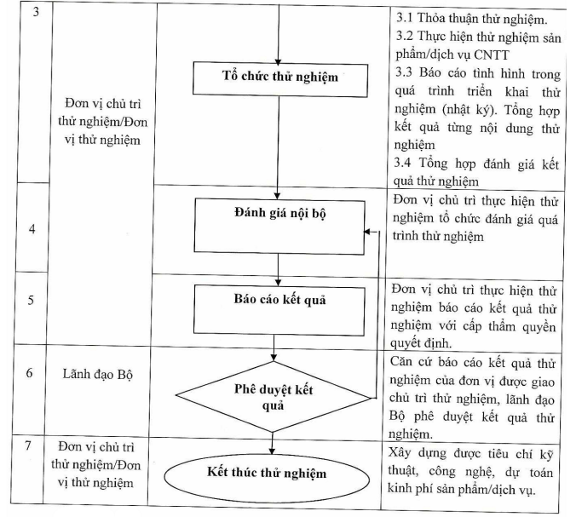 3
Đơn vị chủ trì
thử nghiệm/Đơn
vị thử nghiệm
Tổ chức thử nghiệm
3.1 Thỏa thuận thử nghiệm.
3.2 Thực hiện thử nghiệm sản
phẩm/dịch vụ CNTT
3.3 Báo cáo tình hình trong
quá trình triển khai thử
nghiệm (nhật ký). Tổng hợp
kết quả từng nội dung thử
nghiệm
3.4 Tổng hợp đánh giá kết
quả thử nghiệm
4
Đánh giá nội bộ
Đơn vị chủ trì thực hiện thử
nghiệm tổ chức đánh giá quá
trình thử nghiệm
5
Báo cáo kết quả
Đơn vị chủ trì thực hiện thử
nghiệm báo cáo kết quả thử
nghiệm với cấp thẩm quyền
quyết định.
6
Lãnh đạo Bộ
Phê duyệt kết
quả
Căn cứ báo cáo kết quả thử
nghiệm của đơn vị được giao
chủ trì thử nghiệm, lãnh đạo
Bộ phê duyệt kết quả thử
nghiệm.
7
Đơn vị chủ trì
thử nghiệm/Đơn
vị thử nghiệm
Kết thúc thử nghiệm
Xây dựng được tiêu chí kỹ
thuật, công nghệ, dự toán
kinh phí sản phẩm/dịch vụ.